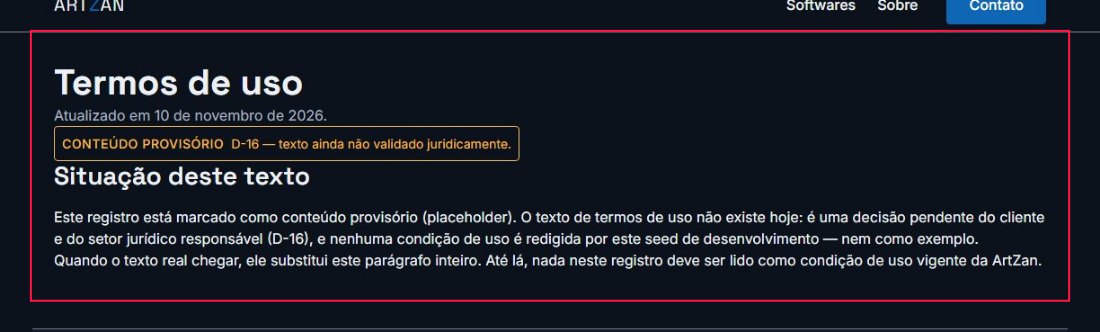 ARTZAN
Softwares Sobre Contato
Termos de uso
Atualizado em 10 de novembro de 2026.
CONTEÚDO PROVISÓRIO D-16 — texto ainda não validado juridicamente.
Situação deste texto
Este registro está marcado como conteúdo provisório (placeholder). O texto de termos de uso não existe hoje: é uma decisão pendente do cliente
e do setor jurídico responsável (D-16), e nenhuma condição de uso é redigida por este seed de desenvolvimento — nem como exemplo.
Quando o texto real chegar, ele substitui este parágrafo inteiro. Até lá, nada neste registro deve ser lido como condição de uso vigente da ArtZan.